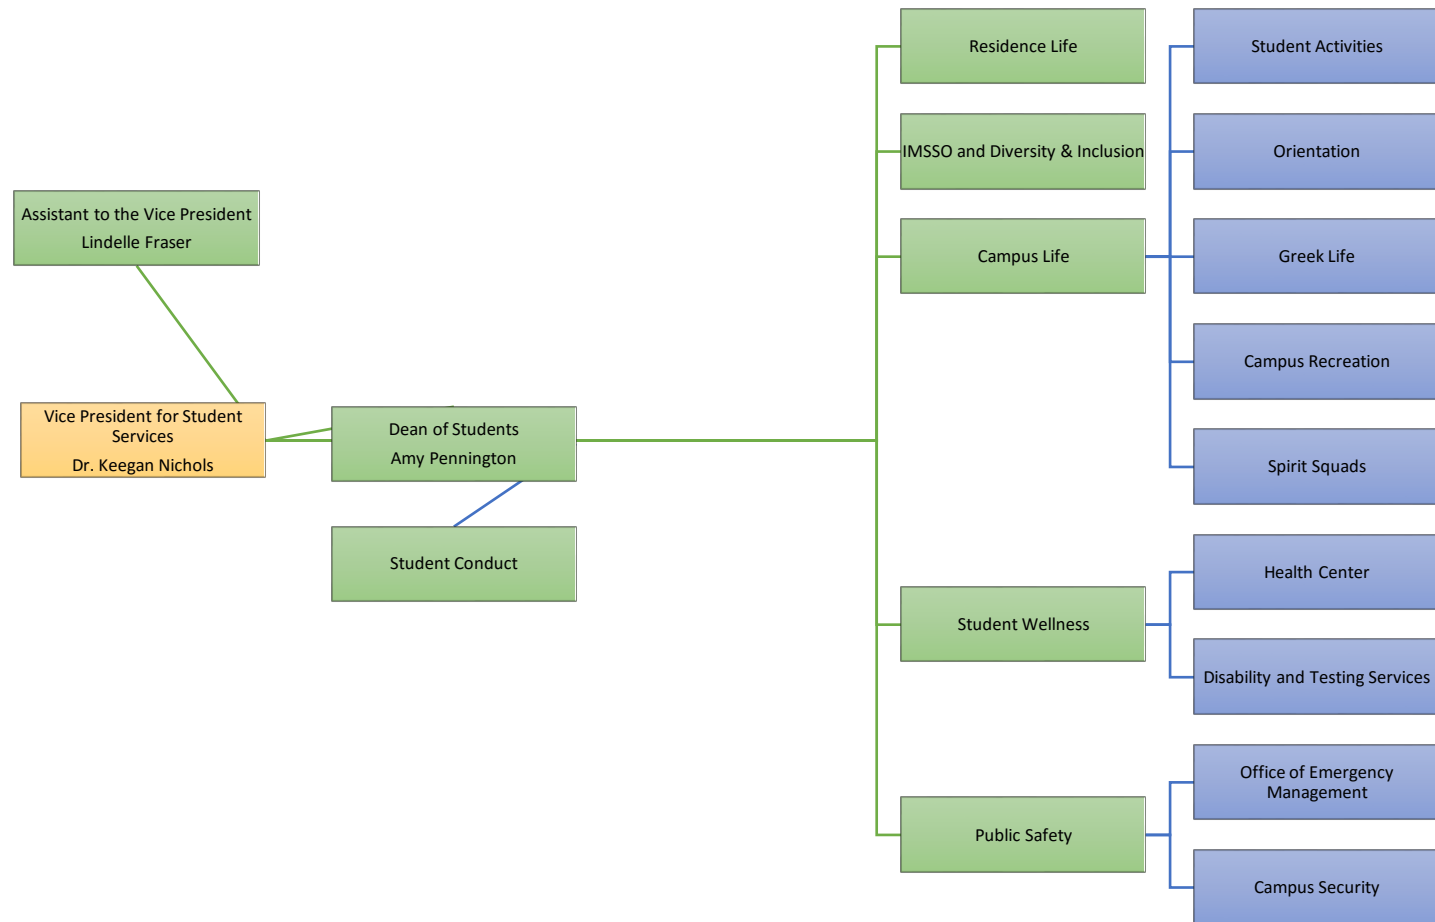 Assistant to the Vice President
Lindelle Fraser
Vice President for Student
Services
Dr. Keegan Nichols
Dean of Students
Amy Pennington
Student Conduct
Residence Life
IMSSO and Diversity & Inclusion
Campus Life
Student Wellness
Public Safety
Student Activities
Orientation
Greek Life
Campus Recreation
Spirit Squads
Health Center
Disability and Testing Services
Office of Emergency
Management
Campus Security